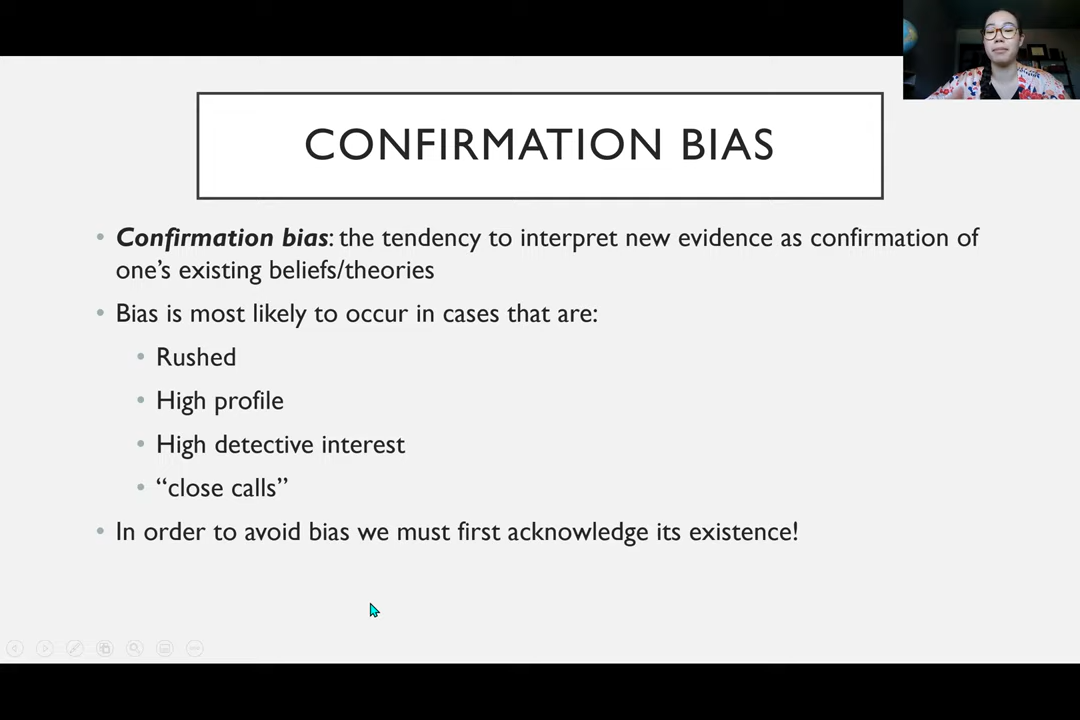 CONFIRMATION BIAS
• Confirmation bias: the tendency to interpret new evidence as confirmation of
one’s existing beliefs/theories
• Bias is most likely to occur in cases that are:
• Rushed
• High profile
• High detective interest
• “close calls”
• In order to avoid bias we must first acknowledge its existence!